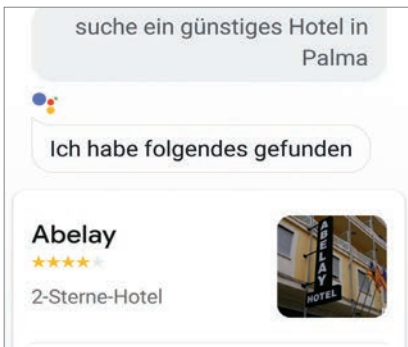 suche ein günstiges Hotel in
Palma
Ich habe folgendes gefunden
Abelay
2-Sterne-Hotel
ABELAY
HOTEL